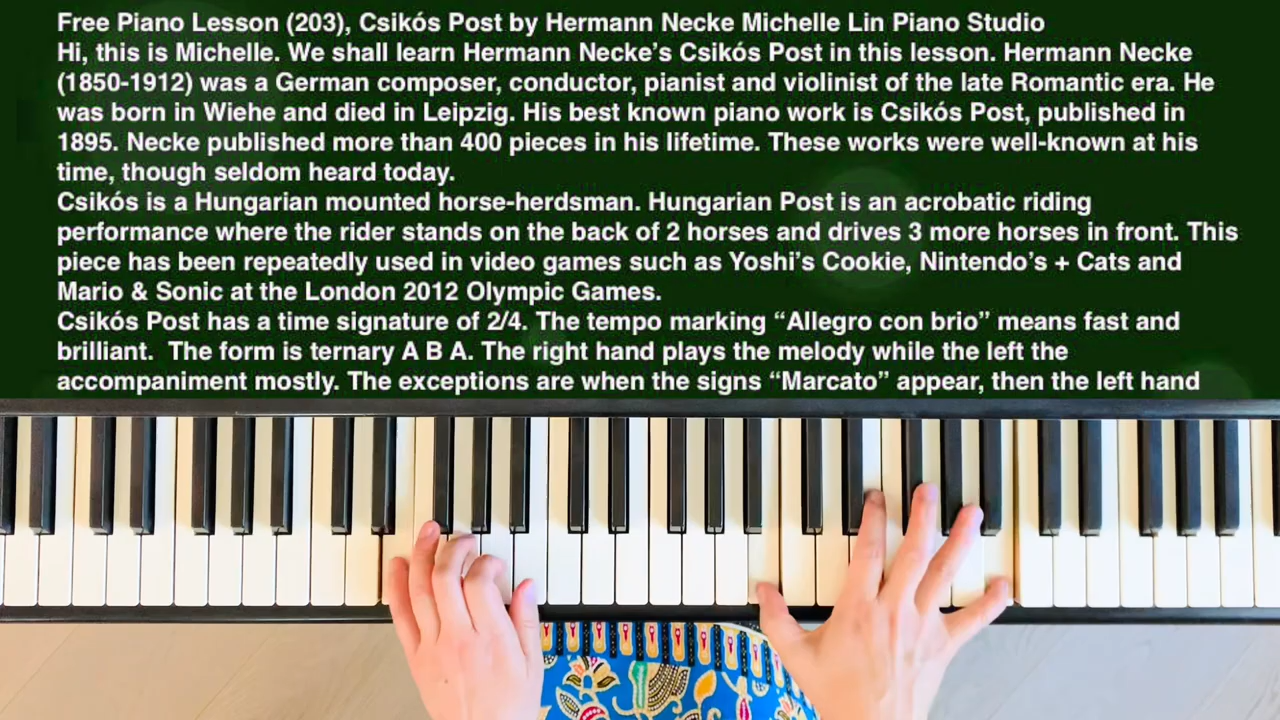 Free Piano Lesson (203), Csikós Post by Hermann Necke Michelle Lin Piano Studio
Hi, this is Michelle. We shall learn Hermann Necke’s Csikós Post in this lesson. Hermann Necke
(1850-1912) was a German composer, conductor, pianist and violinist of the late Romantic era. He
was born in Wiehe and died in Leipzig. His best known piano work is Csikós Post, published in
1895. Necke published more than 400 pieces in his lifetime. These works were well-known at his
time, though seldom heard today.
Csikós is a Hungarian mounted horse-herdsman. Hungarian Post is an acrobatic riding
performance where the rider stands on the back of 2 horses and drives 3 more horses in front. This
piece has been repeatedly used in video games such as Yoshi’s Cookie, Nintendo’s + Cats and
Mario & Sonic at the London 2012 Olympic Games.
Csikós Post has a time signature of 2/4. The tempo marking “Allegro con brio” means fast and
brilliant.  The form is ternary A B A. The right hand plays the melody while the left the
accompaniment mostly. The exceptions are when the signs “Marcato” appear, then the left hand